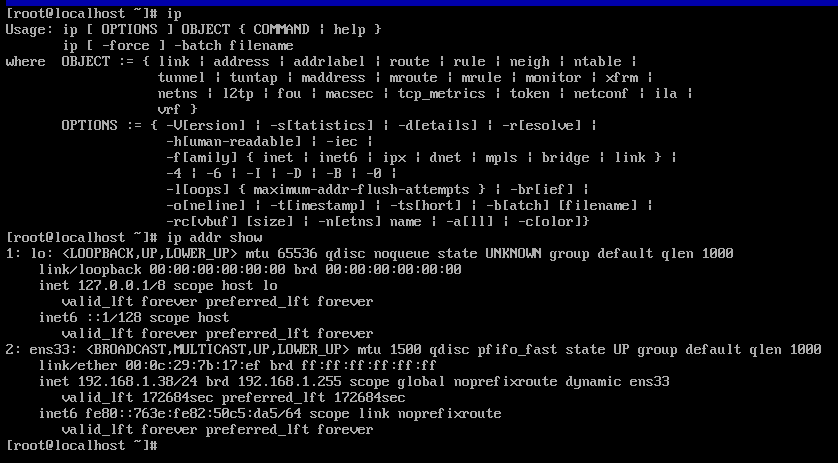 [root@localhost ~]# ip
Usage: ip [ OPTIONS ] OBJECT { COMMAND | help }
       ip [ -force ] -batch filename
where  OBJECT := { link | address | addrlabel | route | rule | neigh | ntable |
                   tunnel | tuntap | maddress | mroute | mrule | monitor | xfrm |
                   netns | l2tp | fou | macsec | tcp_metrics | token | netconf | ila |
                   vrf }
       OPTIONS := { -V[ersion] | -s[tatistics] | -d[etails] | -r[esolve] |
                    -h[uman-readable] | -iec |
                    -f[amily] { inet | inet6 | ipx | dnet | mpls | bridge | link } |
                    -4 | -6 | -I | -D | -B | -0 |
                    -l[oops] { maximum-addr-flush-attempts } | -br[ief] |
                    -o[neline] | -t[imestamp] | -ts[hort] | -b[atch] [filename] |
                    -rc[vbuf] [size] | -n[etns] name | -a[ll] | -c[olor]}
[root@localhost ~]# ip addr show
1: lo: <LOOPBACK,UP,LOWER_UP> mtu 65536 qdisc noqueue state UNKNOWN group default qlen 1000
    link/loopback 00:00:00:00:00:00 brd 00:00:00:00:00:00
    inet 127.0.0.1/8 scope host lo
       valid_lft forever preferred_lft forever
    inet6 ::1/128 scope host
       valid_lft forever preferred_lft forever
2: ens33: <BROADCAST,MULTICAST,UP,LOWER_UP> mtu 1500 qdisc pfifo_fast state UP group default qlen 1000
    link/ether 00:0c:29:7b:17:ef brd ff:ff:ff:ff:ff:ff
    inet 192.168.1.38/24 brd 192.168.1.255 scope global noprefixroute dynamic ens33
       valid_lft 172684sec preferred_lft 172684sec
    inet6 fe80::763e:fe82:50c5:da5/64 scope link noprefixroute
       valid_lft forever preferred_lft forever
[root@localhost ~]#